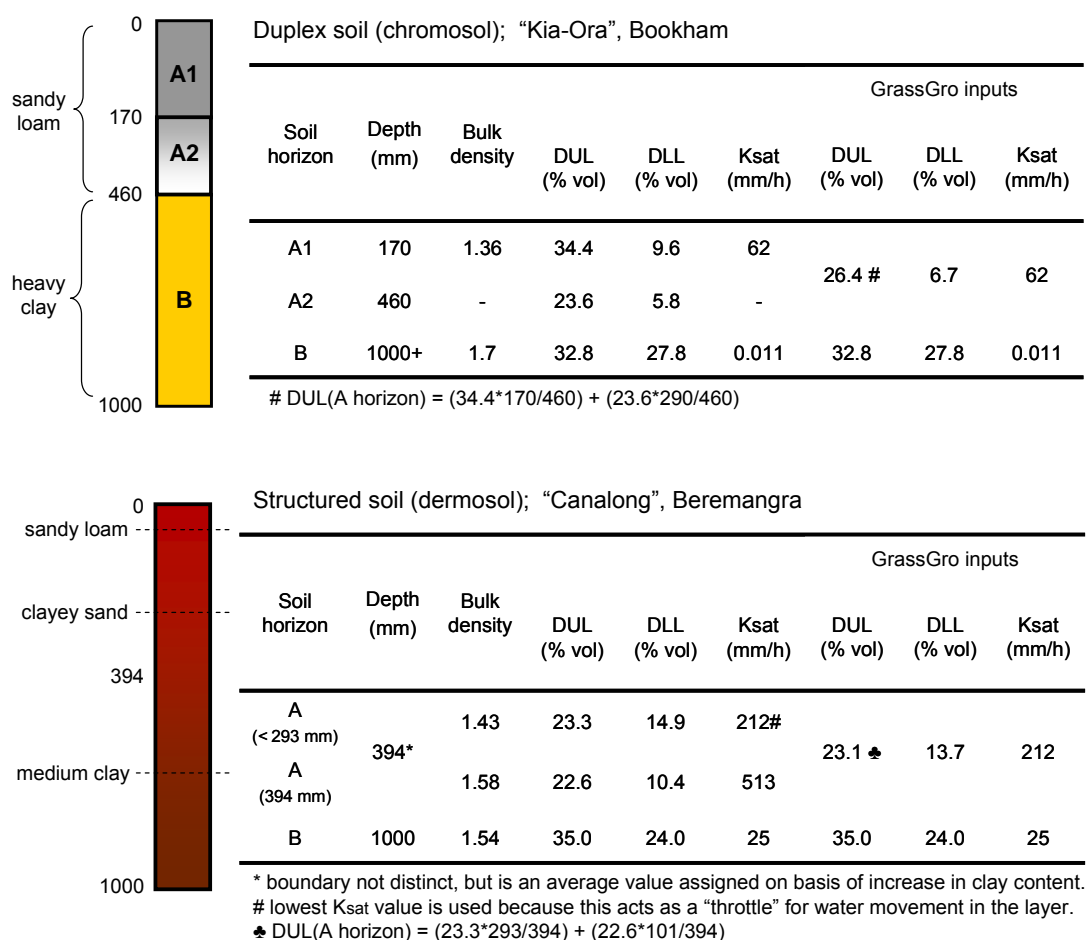 Duplex soil (chromosol); “Kia-Ora”, Bookham
0
A1
sandy
loam
170
A2
460
heavy
clay
B
1000
GrassGro inputs
Soil horizon Depth (mm) Bulk density DUL (% vol) DLL (% vol) Ksat (mm/h) DUL (% vol) DLL (% vol) Ksat (mm/h)
A1 170 1.36 34.4 9.6 62
26.4 # 6.7 62
A2 460 - 23.6 5.8 -
B 1000+ 1.7 32.8 27.8 0.011 32.8 27.8 0.011
# DUL(A horizon) = (34.4*170/460) + (23.6*290/460)
Structured soil (dermosol); “Canalong”, Beremangra
0
sandy loam
clayey sand
394
medium clay
1000
GrassGro inputs
Soil horizon Depth (mm) Bulk density DUL (% vol) DLL (% vol) Ksat (mm/h) DUL (% vol) DLL (% vol) Ksat (mm/h)
A (< 293 mm) 1.43 23.3 14.9 212#
394* 23.1 ♣ 13.7 212
A (394 mm) 1.58 22.6 10.4 513
B 1000 1.54 35.0 24.0 25 35.0 24.0 25
* boundary not distinct, but is an average value assigned on basis of increase in clay content.
# lowest Ksat value is used because this acts as a “throttle” for water movement in the layer.
♣ DUL(A horizon) = (23.3*293/394) + (22.6*101/394)